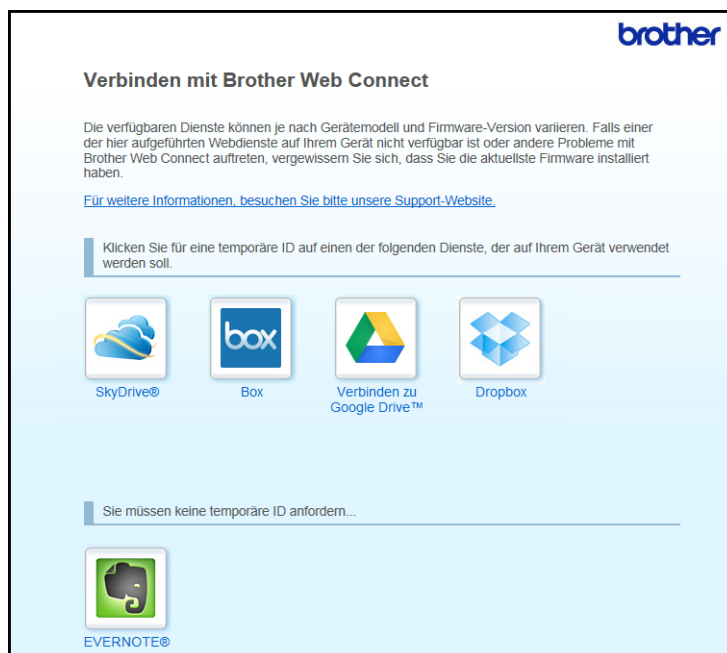 brother
Verbinden mit Brother Web Connect
Die verfügbaren Dienste können je nach Gerätemodell und Firmware-Version variieren. Falls einer
der hier aufgeführten Webdienste auf Ihrem Gerät nicht verfügbar ist oder andere Probleme mit
Brother Web Connect auftreten, vergewissern Sie sich, dass Sie die aktuellste Firmware installiert
haben.
Für weitere Informationen, besuchen Sie bitte unsere Support-Website.
Klicken Sie für eine temporäre ID auf einen der folgenden Dienste, der auf Ihrem Gerät verwendet
werden soll.
box
SkyDrive® Box Verbinden zu Dropbox
Google Drive™
Sie müssen keine temporäre ID anfordern...
EVERNOTE®